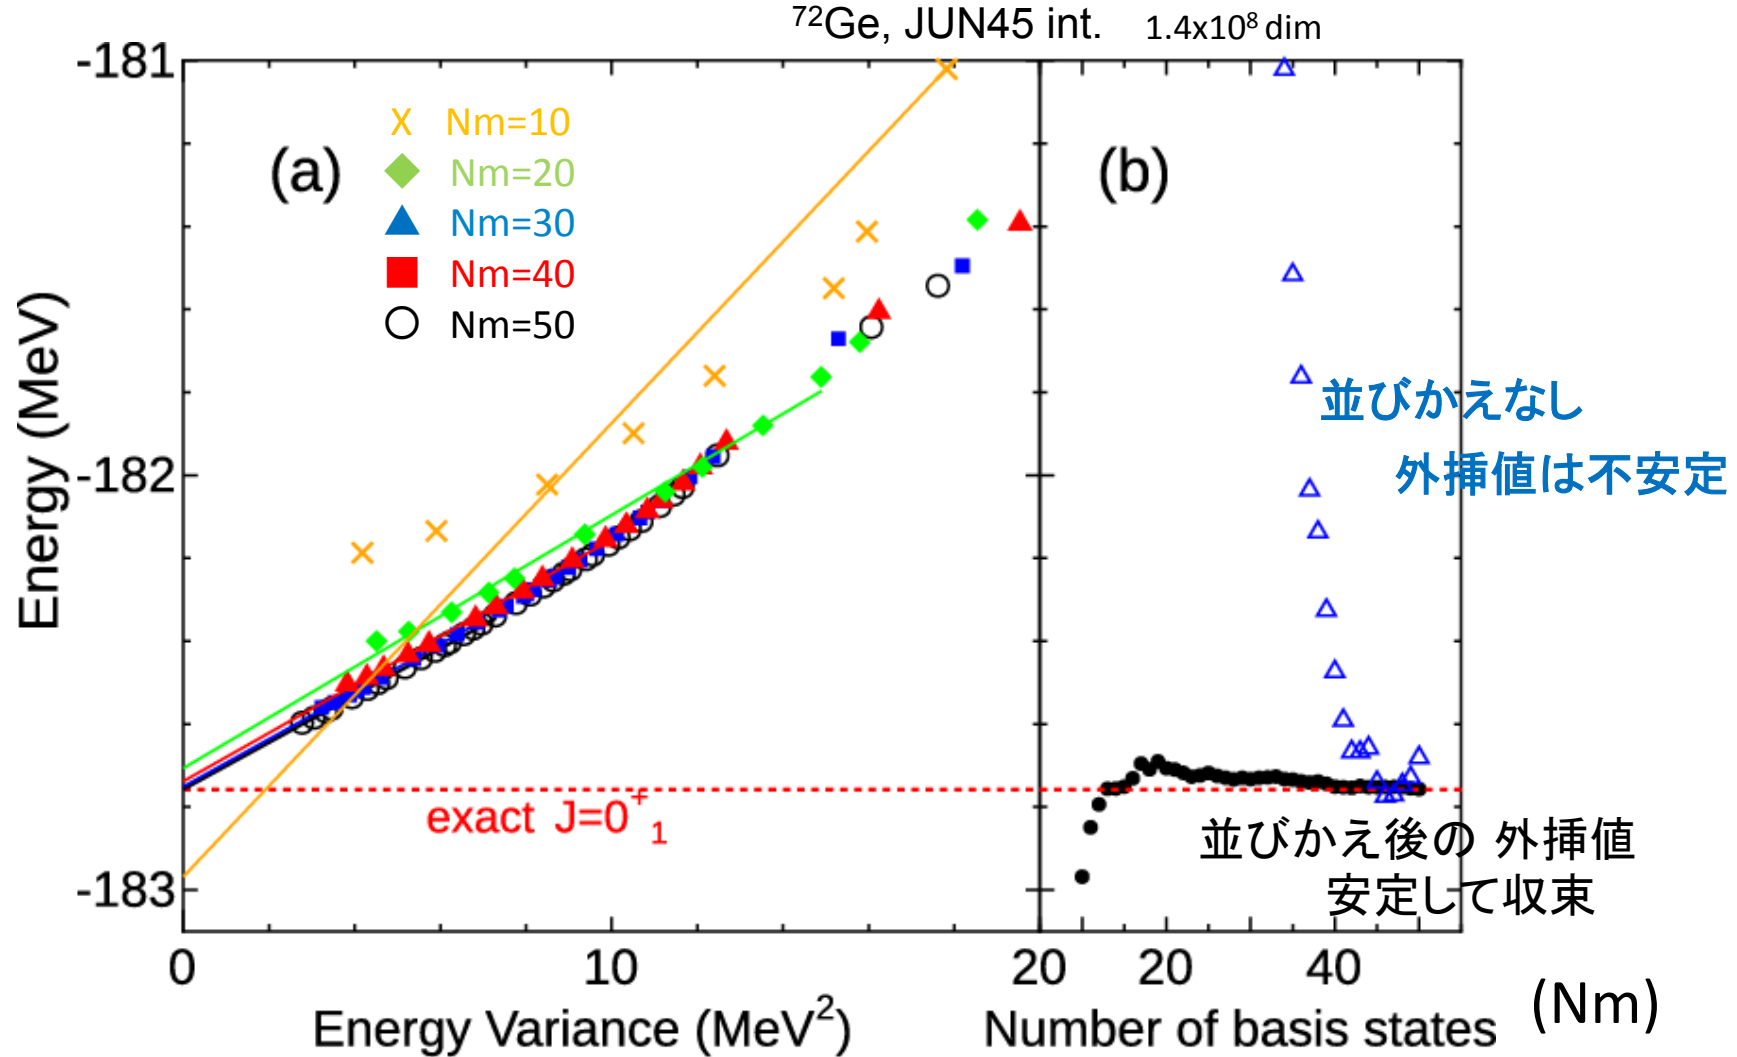 ⁷²Ge, JUN45 int. 1.4x10⁸ dim
-181
-182
-183
Energy (MeV)
(a)
X Nm=10
Nm=20
Nm=30
Nm=40
Nm=50
exact J=0⁺₁
0 10 20
Energy Variance (MeV²)
(b)
並びかえなし
外挿値は不安定
並びかえ後の 外挿値
安定して収束
20 40
Number of basis states (Nm)